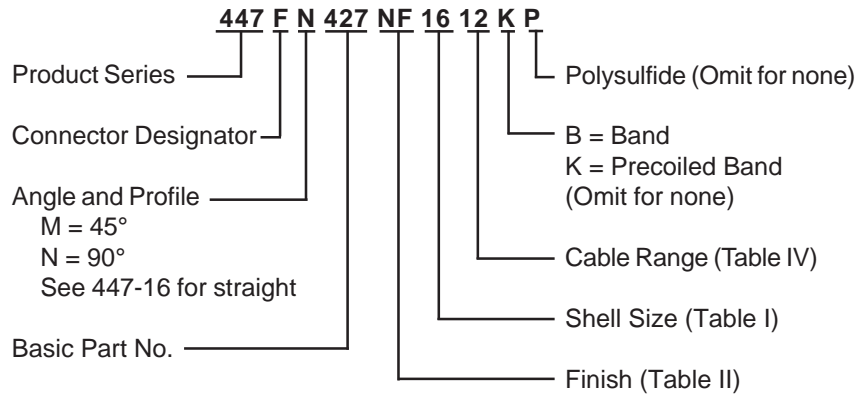 447 F N 427 NF 16 12 K P
Product Series
Connector Designator
Angle and Profile
M = 45°
N = 90°
See 447-16 for straight
Basic Part No.
Polysulfide (Omit for none)
B = Band
K = Precoiled Band
(Omit for none)
Cable Range (Table IV)
Shell Size (Table I)
Finish (Table II)